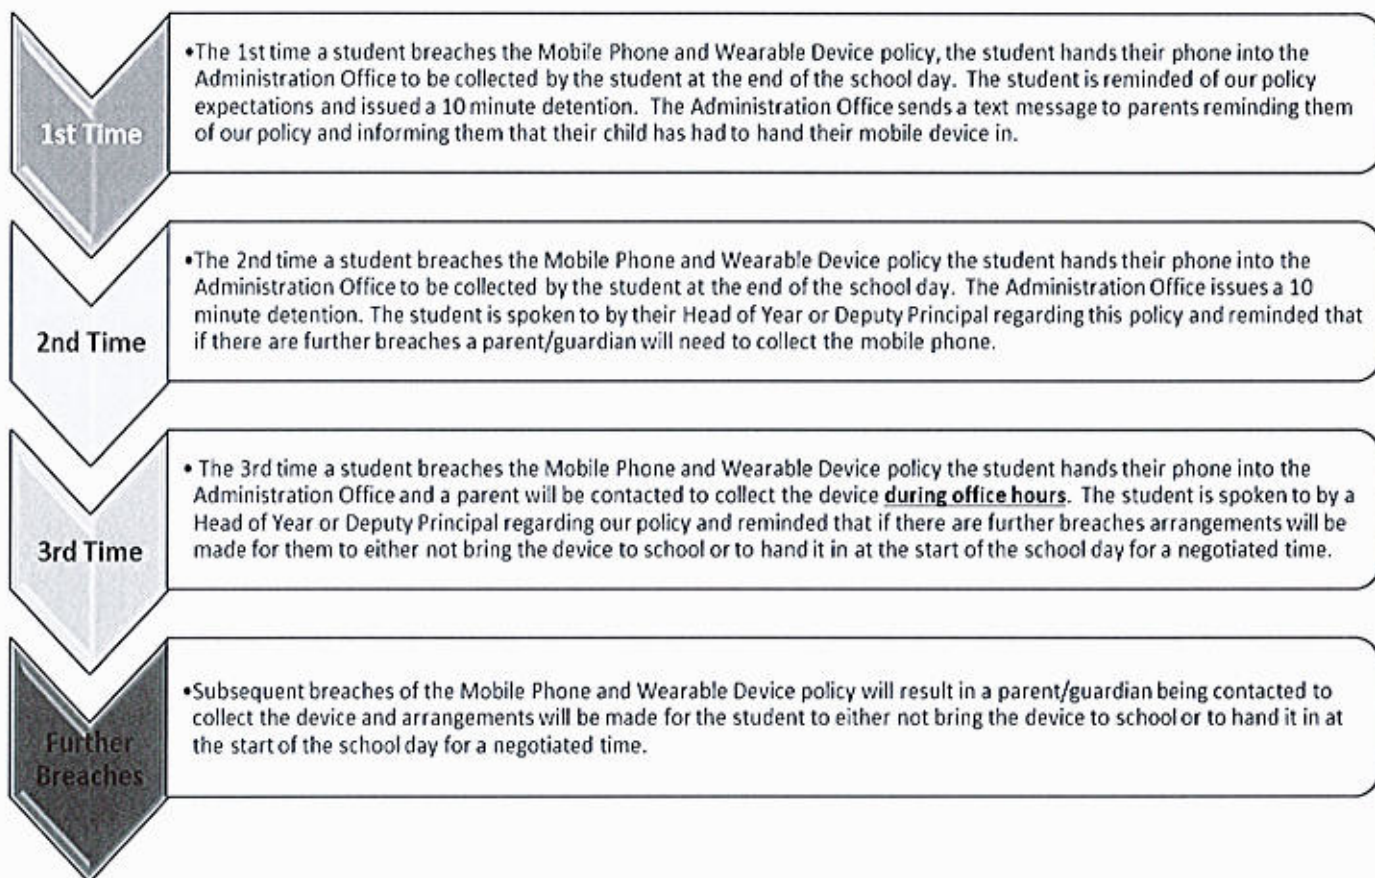 1st Time
•The 1st time a student breaches the Mobile Phone and Wearable Device policy, the student hands their phone into the
Administration Office to be collected by the student at the end of the school day. The student is reminded of our policy
expectations and issued a 10 minute detention. The Administration Office sends a text message to parents reminding them
of our policy and informing them that their child has had to hand their mobile device in.
2nd Time
•The 2nd time a student breaches the Mobile Phone and Wearable Device policy the student hands their phone into the
Administration Office to be collected by the student at the end of the school day. The Administration Office issues a 10
minute detention. The student is spoken to by their Head of Year or Deputy Principal regarding this policy and reminded that
if there are further breaches a parent/guardian will need to collect the mobile phone.
3rd Time
• The 3rd time a student breaches the Mobile Phone and Wearable Device policy the student hands their phone into the
Administration Office and a parent will be contacted to collect the device during office hours. The student is spoken to by a
Head of Year or Deputy Principal regarding our policy and reminded that if there are further breaches arrangements will be
made for them to either not bring the device to school or to hand it in at the start of the school day for a negotiated time.
Further
Breaches
•Subsequent breaches of the Mobile Phone and Wearable Device policy will result in a parent/guardian being contacted to
collect the device and arrangements will be made for the student to either not bring the device to school or to hand it in at
the start of the school day for a negotiated time.